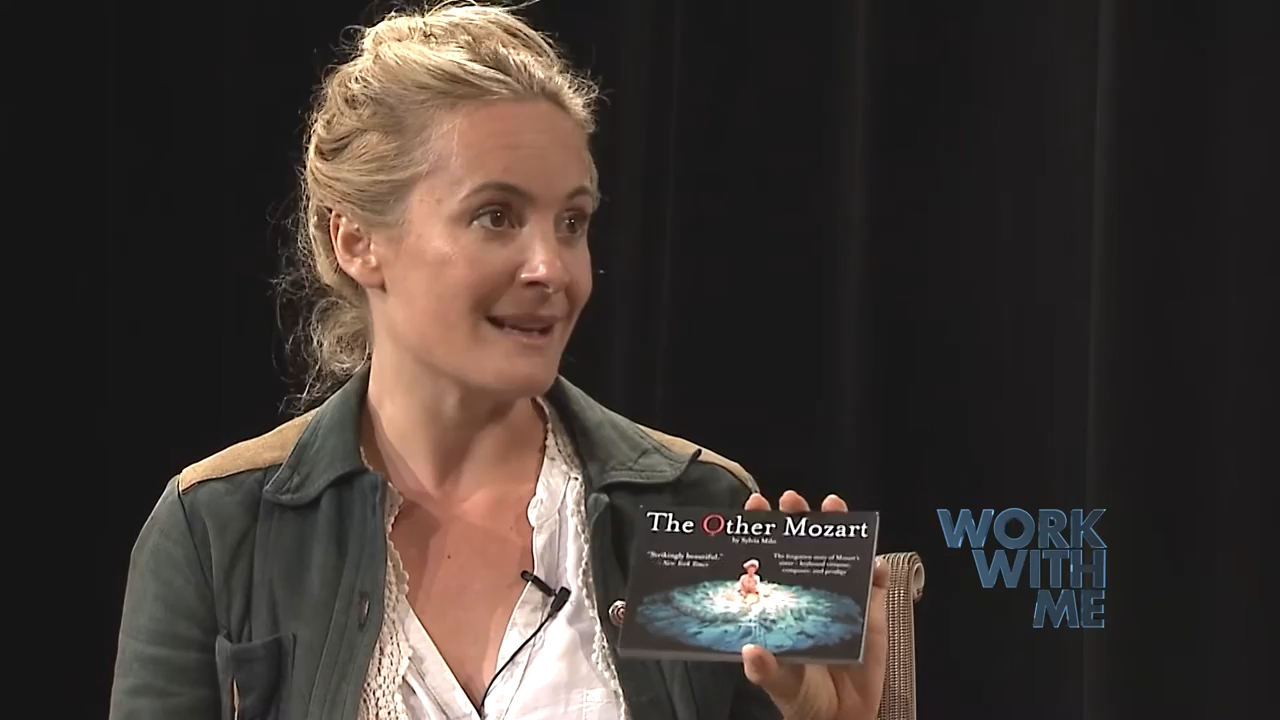 The Other Mozart
by Sylvia Milo
"Strikingly beautiful."
- New York Times
The forgotten story of Mozart's
sister - keyboard virtuoso,
composer and prodigy
WORK
WITH
ME